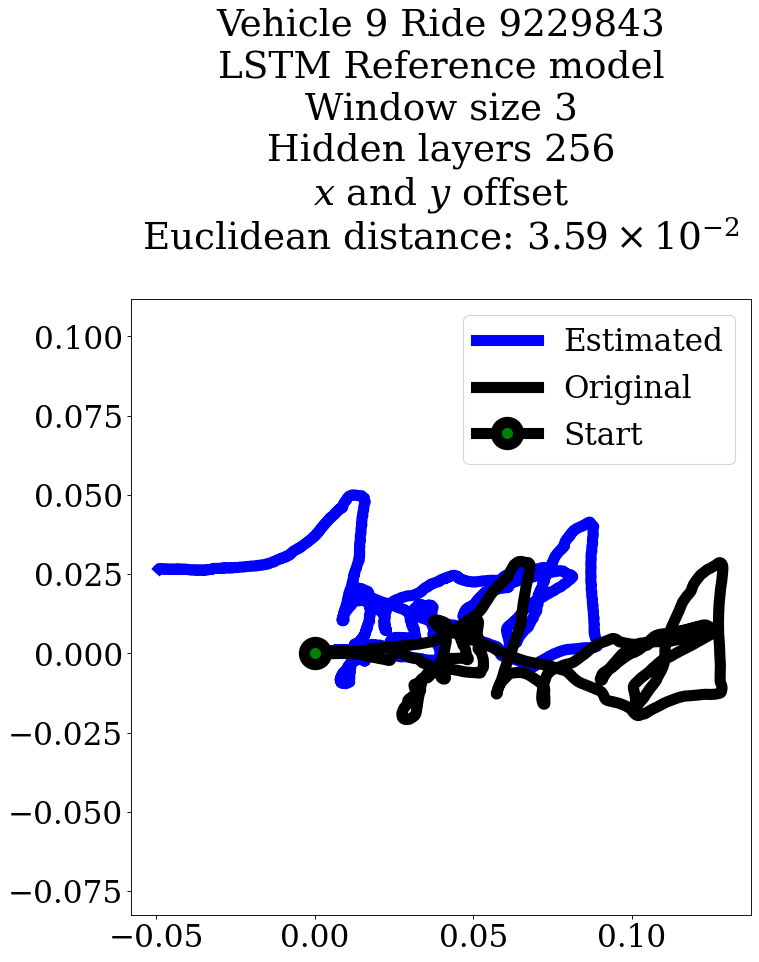 Vehicle 9 Ride 9229843
LSTM Reference model
Window size 3
Hidden layers 256
x and y offset
Euclidean distance: 3.59 × 10⁻²
Estimated
Original
Start
0.100
0.075
0.050
0.025
0.000
−0.025
−0.050
−0.075
−0.05 0.00 0.05 0.10